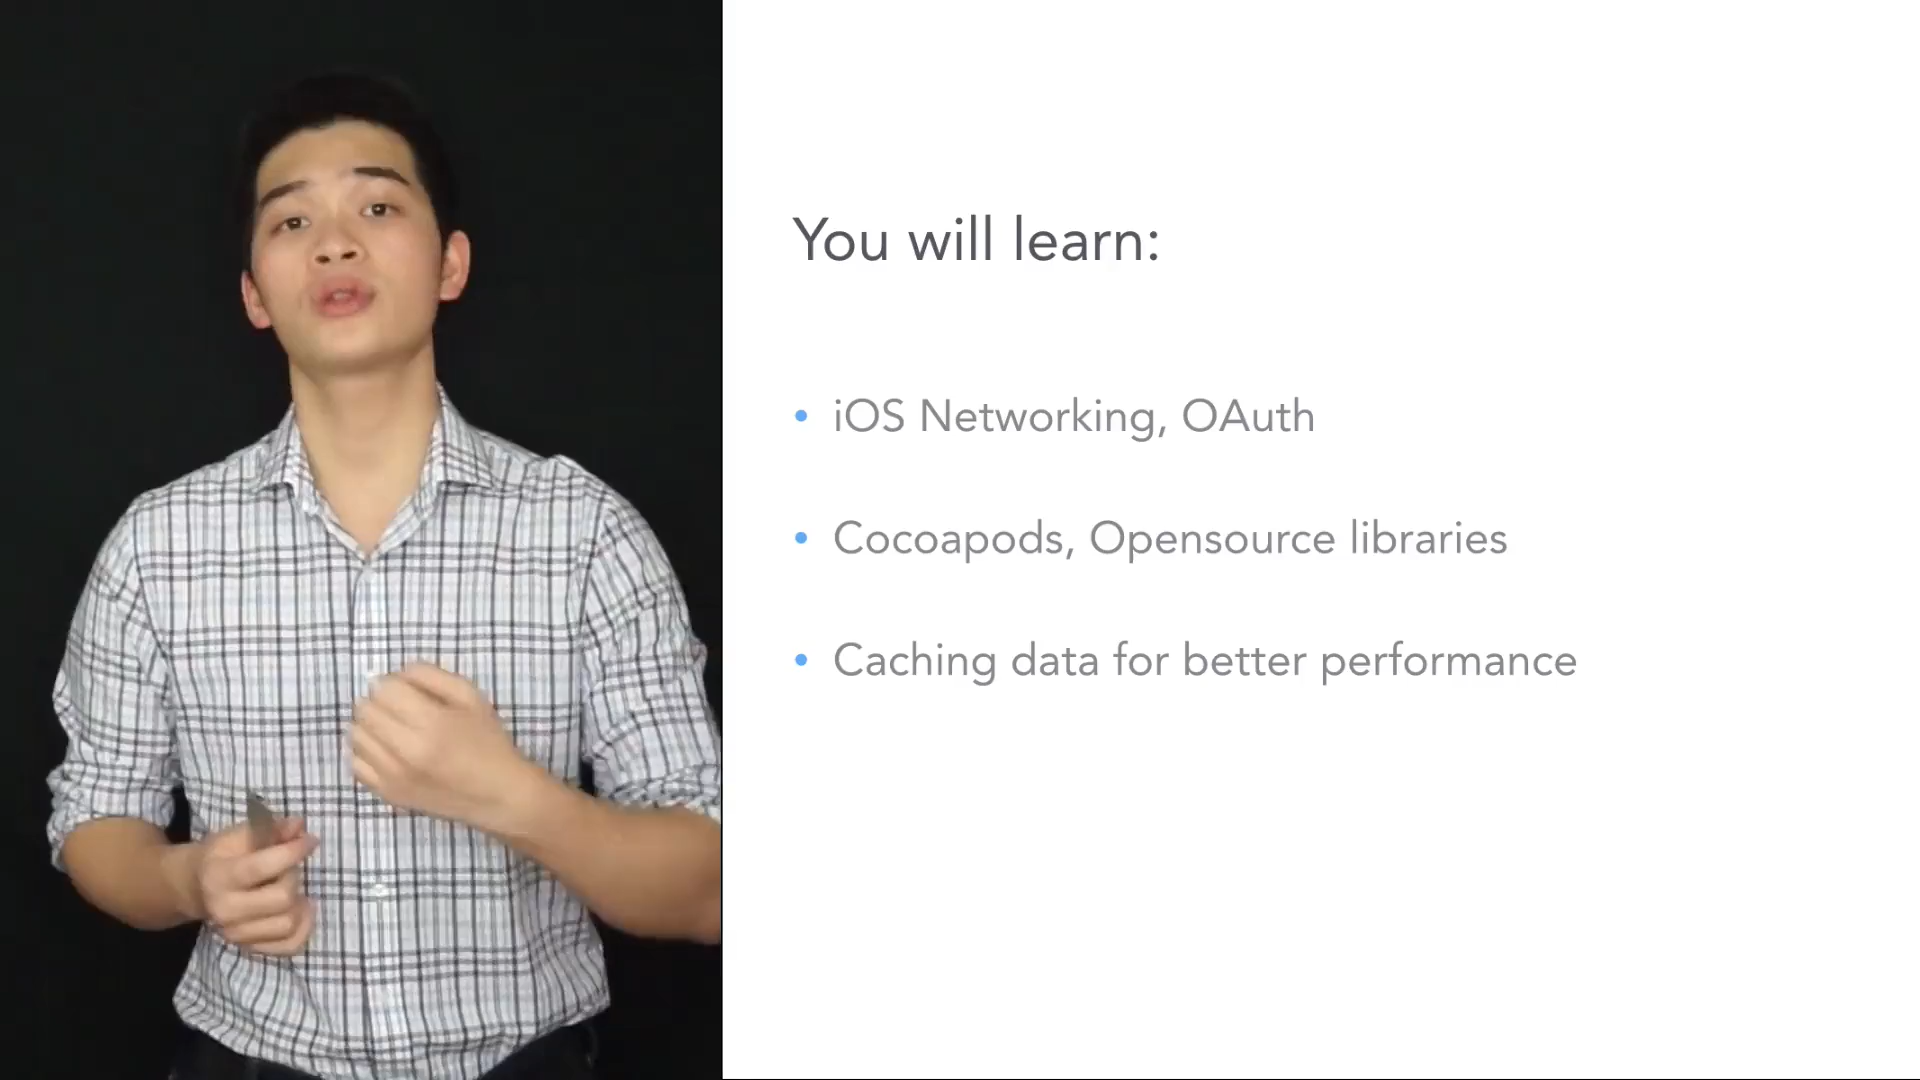 You will learn:
• iOS Networking, OAuth
• Cocoapods, Opensource libraries
• Caching data for better performance